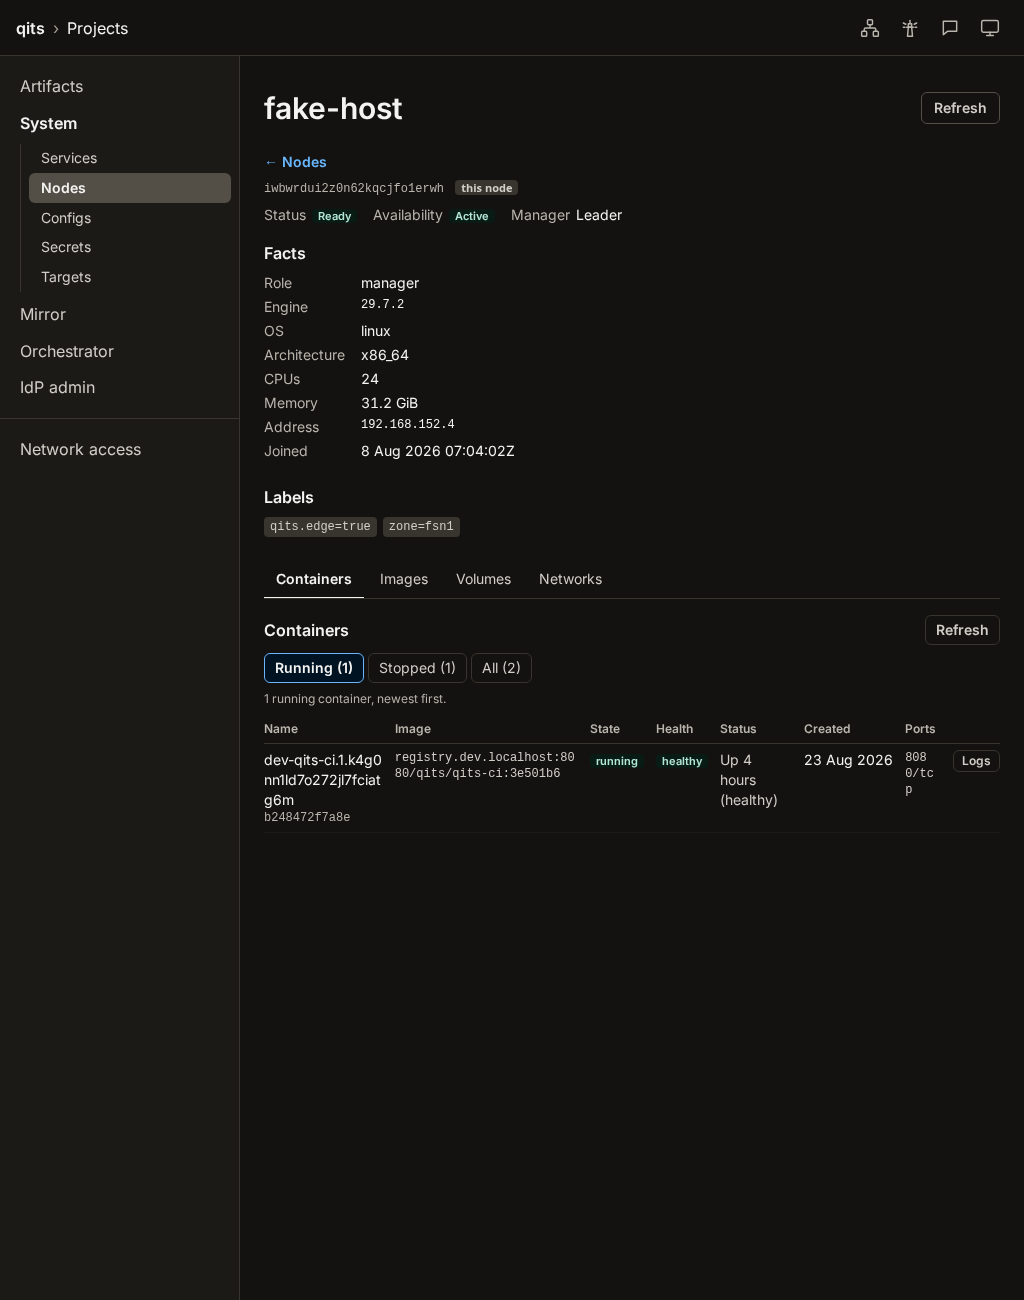 qits › Projects
Artifacts
System
Services
Nodes
Configs
Secrets
Targets
Mirror
Orchestrator
IdP admin
Network access
fake-host
Refresh
← Nodes
iwbwrdui2z0n62kqcjfo1erwh this node
Status Ready Availability Active Manager Leader
Facts
Role manager
Engine 29.7.2
OS linux
Architecture x86_64
CPUs 24
Memory 31.2 GiB
Address 192.168.152.4
Joined 8 Aug 2026 07:04:02Z
Labels
qits.edge=true zone=fsn1
Containers Images Volumes Networks
Containers
Refresh
Running (1) Stopped (1) All (2)
1 running container, newest first.
Name Image State Health Status Created Ports
dev-qits-ci.1.k4g0
nn1ld7o272jl7fciat
g6m
b248472f7a8e
registry.dev.localhost:80
80/qits/qits-ci:3e501b6
running
healthy
Up 4
hours
(healthy)
23 Aug 2026
808
0/tc
p
Logs